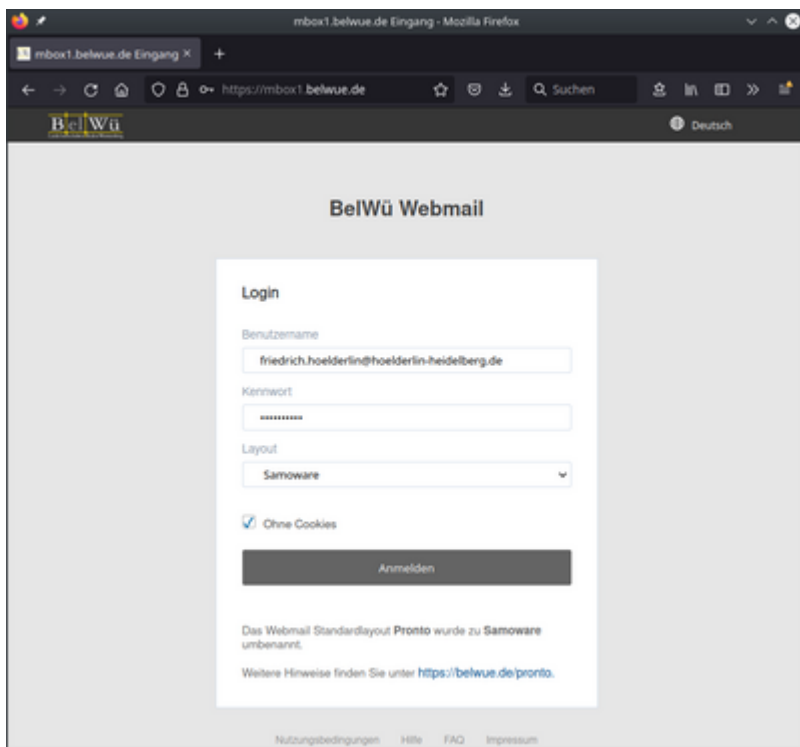 mbox1.belwue.de Eingang - Mozilla Firefox
mbox1.belwue.de Eingang
https://mbox1.belwue.de
Suchen
BelWü
Deutsch
BelWü Webmail
Login
Benutzername
friedrich.hoelderlin@hoelderlin-heidelberg.de
Kennwort
••••••••••
Layout
Samoware
Ohne Cookies
Anmelden
Das Webmail Standardlayout Pronto wurde zu Samoware
umbenannt.
Weitere Hinweise finden Sie unter https://belwue.de/pronto.
Nutzungsbedingungen Hilfe FAQ Impressum